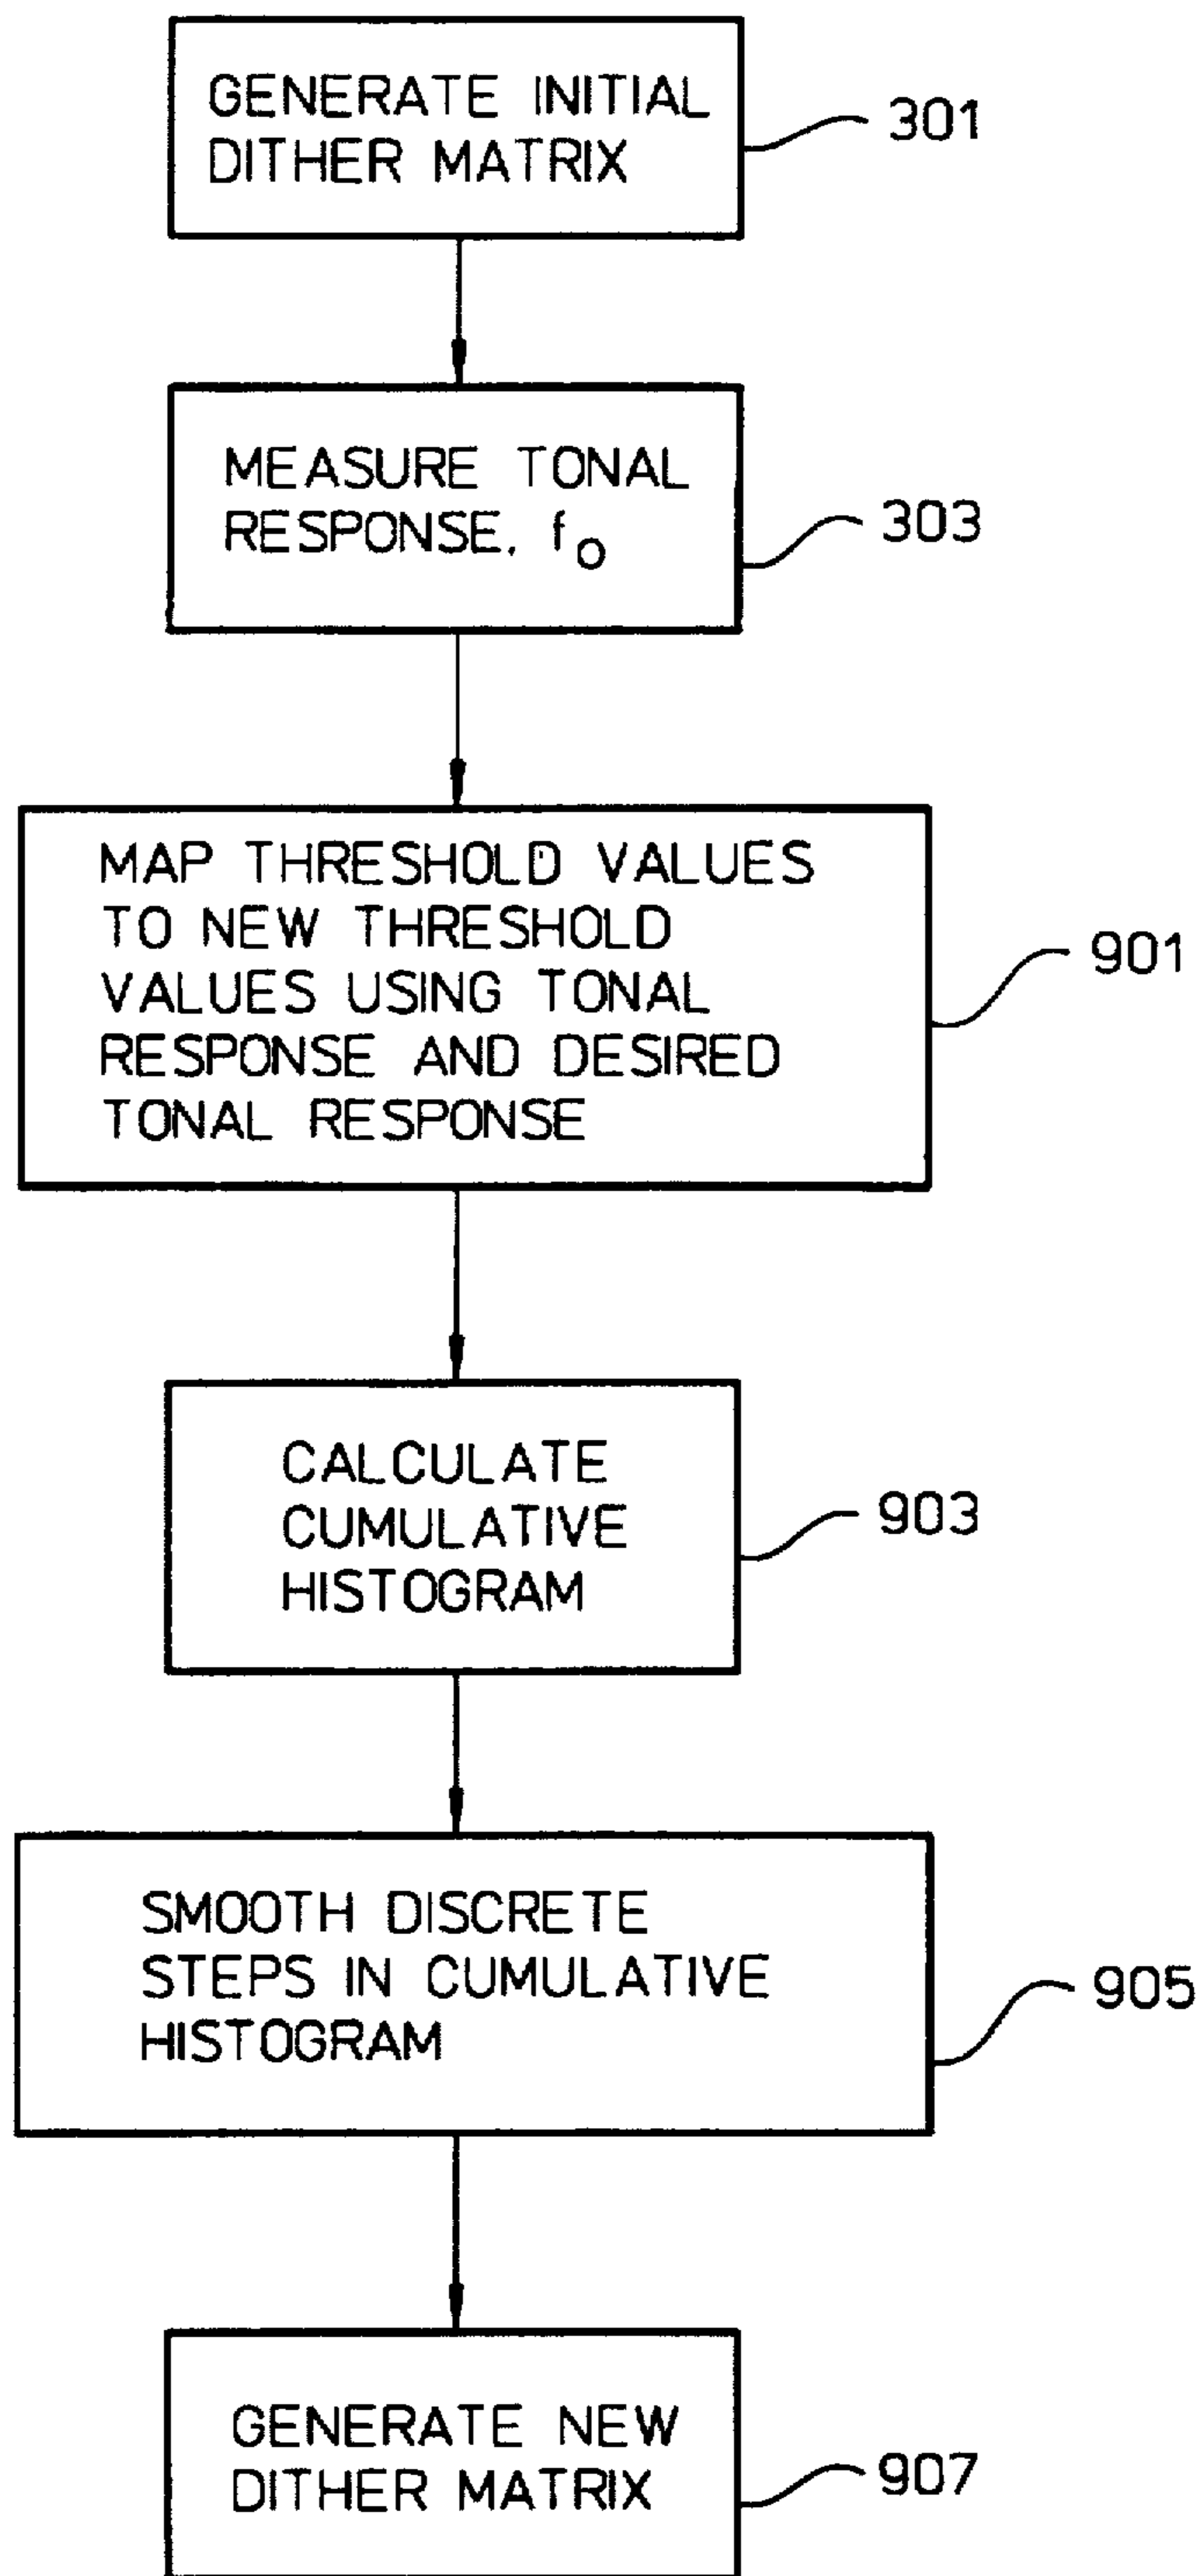 GENERATE INITIAL
DITHER MATRIX
301
MEASURE TONAL
RESPONSE, fo
303
MAP THRESHOLD VALUES
TO NEW THRESHOLD
VALUES USING TONAL
RESPONSE AND DESIRED
TONAL RESPONSE
901
CALCULATE
CUMULATIVE
HISTOGRAM
903
SMOOTH DISCRETE
STEPS IN CUMULATIVE
HISTOGRAM
905
GENERATE NEW
DITHER MATRIX
907